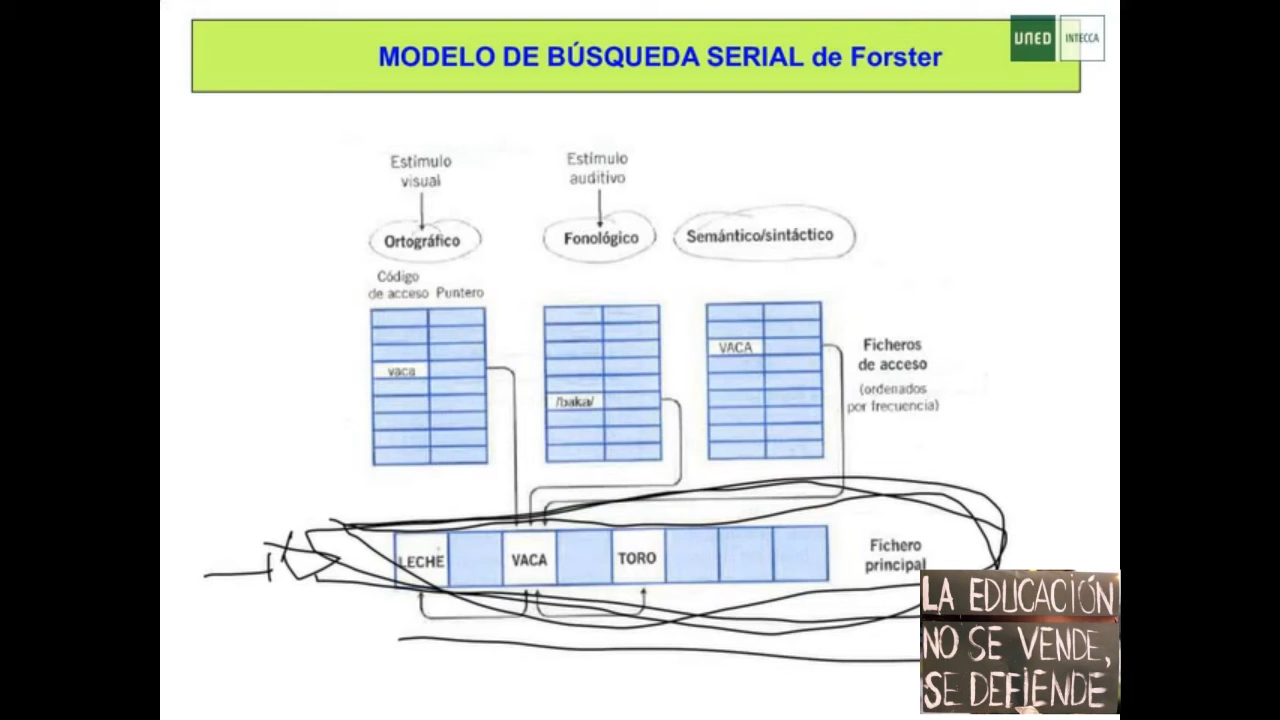 MODELO DE BÚSQUEDA SERIAL de Forster
UNED
INTECCA
Estímulo
visual
Estímulo
auditivo
Ortográfico
Fonológico
Semántico/sintáctico
Código
de acceso Puntero
vaca
/baka/
VACA
Ficheros
de acceso
(ordenados
por frecuencia)
LECHE
VACA
TORO
Fichero
principal
LA EDUCACIÓN
NO SE VENDE,
SE DEFIENDE